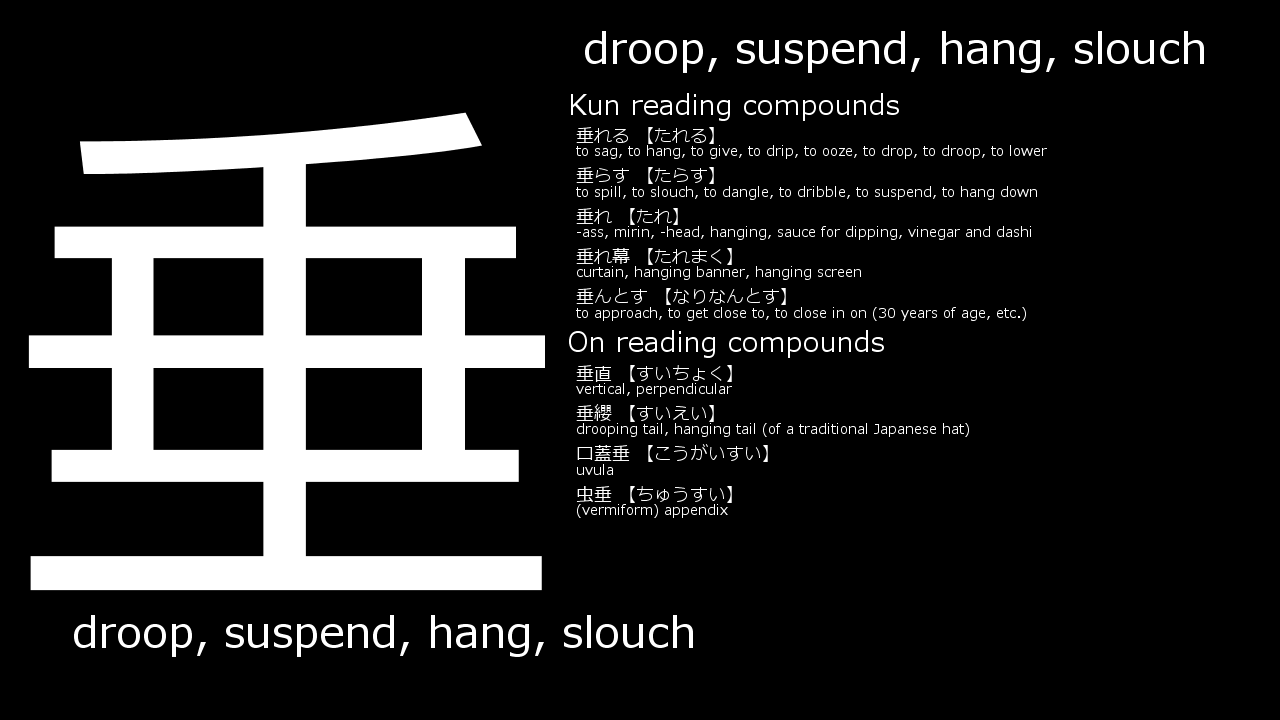 垂
droop, suspend, hang, slouch
droop, suspend, hang, slouch
Kun reading compounds
垂れる 【たれる】
to sag, to hang, to give, to drip, to ooze, to drop, to droop, to lower
垂らす 【たらす】
to spill, to slouch, to dangle, to dribble, to suspend, to hang down
垂れ 【たれ】
-ass, mirin, -head, hanging, sauce for dipping, vinegar and dashi
垂れ幕 【たれまく】
curtain, hanging banner, hanging screen
垂んとす 【なりなんとす】
to approach, to get close to, to close in on (30 years of age, etc.)
On reading compounds
垂直 【すいちょく】
vertical, perpendicular
垂纓 【すいえい】
drooping tail, hanging tail (of a traditional Japanese hat)
口蓋垂 【こうがいすい】
uvula
虫垂 【ちゅうすい】
(vermiform) appendix